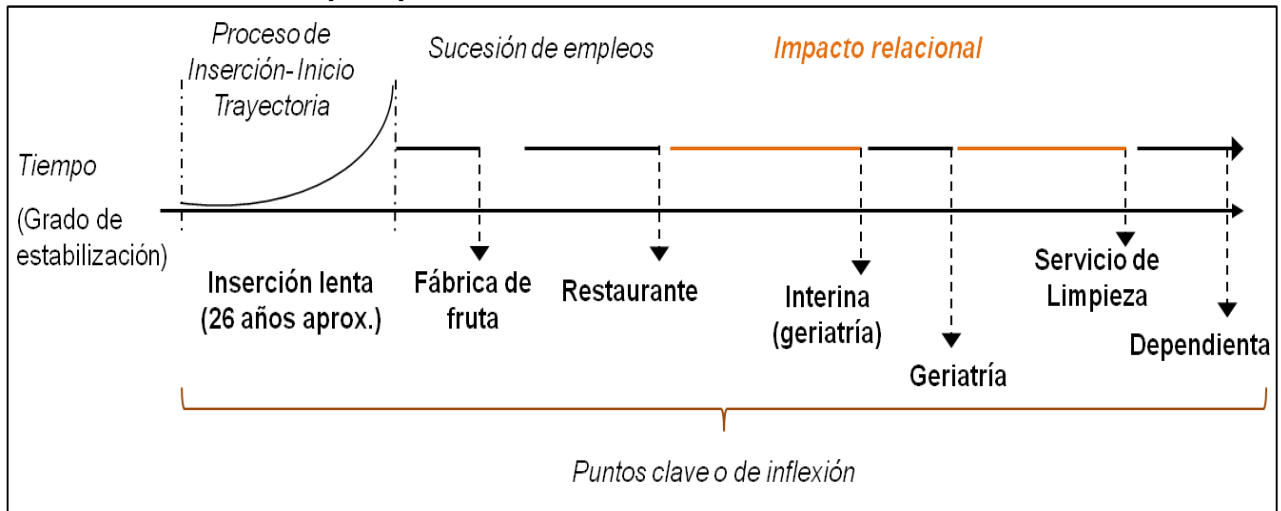 Proceso de
Inserción- Inicio
Trayectoria
Sucesión de empleos
Impacto relacional
Tiempo
(Grado de
estabilización)
Inserción lenta
(26 años aprox.)
Fábrica de
fruta
Restaurante
Interina
(geriatría)
Geriatría
Servicio de
Limpieza
Dependienta
Puntos clave o de inflexión